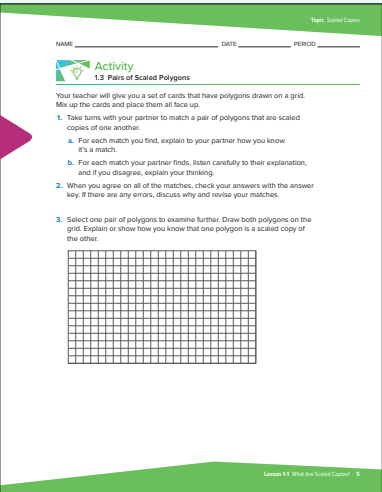 Topic Scaled Copies
NAME DATE PERIOD
Activity
1.3 Pairs of Scaled Polygons
Your teacher will give you a set of cards that have polygons drawn on a grid.
Mix up the cards and place them all face up.
1. Take turns with your partner to match a pair of polygons that are scaled
copies of one another.
a. For each match you find, explain to your partner how you know
it's a match.
b. For each match your partner finds, listen carefully to their explanation,
and if you disagree, explain your thinking.
2. When you agree on all of the matches, check your answers with the answer
key. If there are any errors, discuss why and revise your matches.
3. Select one pair of polygons to examine further. Draw both polygons on the
grid. Explain or show how you know that one polygon is a scaled copy of
the other.
Lesson 1-1 What Are Scaled Copies? 5